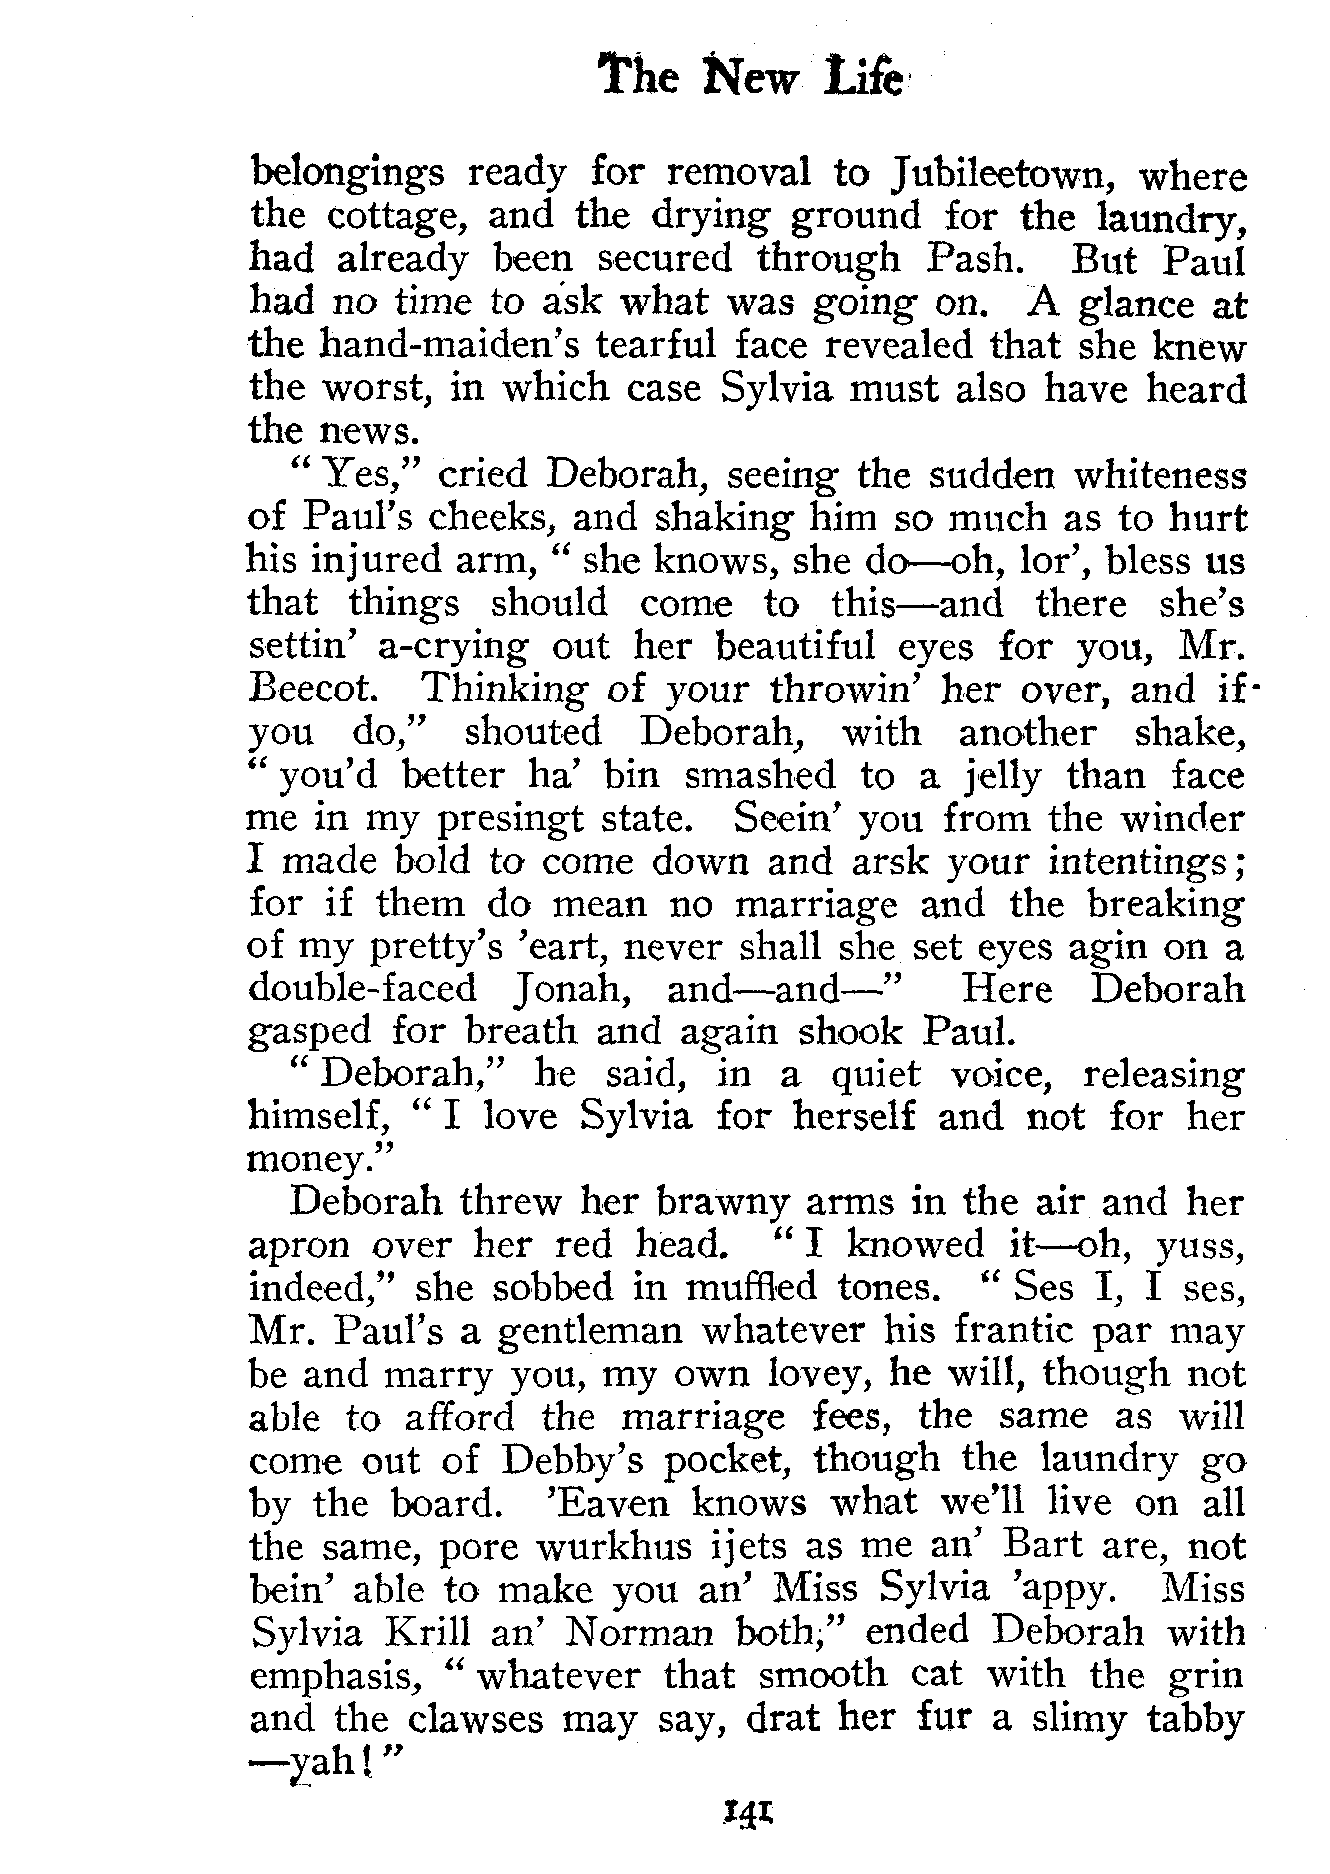 The New Life
belongings ready for removal to Jubileetown, where
the cottage, and the drying ground for the laundry,
had already been secured through Pash. But Paul
had no time to ask what was going on. A glance at
the hand-maiden's tearful face revealed that she knew
the worst, in which case Sylvia must also have heard
the news.
“ Yes,” cried Deborah, seeing the sudden whiteness
of Paul's cheeks, and shaking him so much as to hurt
his injured arm, “ she knows, she do—oh, lor', bless us
that things should come to this—and there she's
settin' a-crying out her beautiful eyes for you, Mr.
Beecot. Thinking of your throwin' her over, and if
you do,” shouted Deborah, with another shake,
“ you'd better ha' bin smashed to a jelly than face
me in my presingt state. Seein' you from the winder
I made bold to come down and arsk your intentings;
for if them do mean no marriage and the breaking
of my pretty's 'eart, never shall she set eyes agin on a
double-faced Jonah, and—and—” Here Deborah
gasped for breath and again shook Paul.
“ Deborah,” he said, in a quiet voice, releasing
himself, “ I love Sylvia for herself and not for her
money.”
Deborah threw her brawny arms in the air and her
apron over her red head. “ I knowed it—oh, yuss,
indeed,” she sobbed in muffled tones. “ Ses I, I ses,
Mr. Paul's a gentleman whatever his frantic par may
be and marry you, my own lovey, he will, though not
able to afford the marriage fees, the same as will
come out of Debby's pocket, though the laundry go
by the board. 'Eaven knows what we'll live on all
the same, pore wurkhus ijets as me an' Bart are, not
bein' able to make you an' Miss Sylvia 'appy. Miss
Sylvia Krill an' Norman both,” ended Deborah with
emphasis, “ whatever that smooth cat with the grin
and the clawses may say, drat her fur a slimy tabby
—yah! ”
141